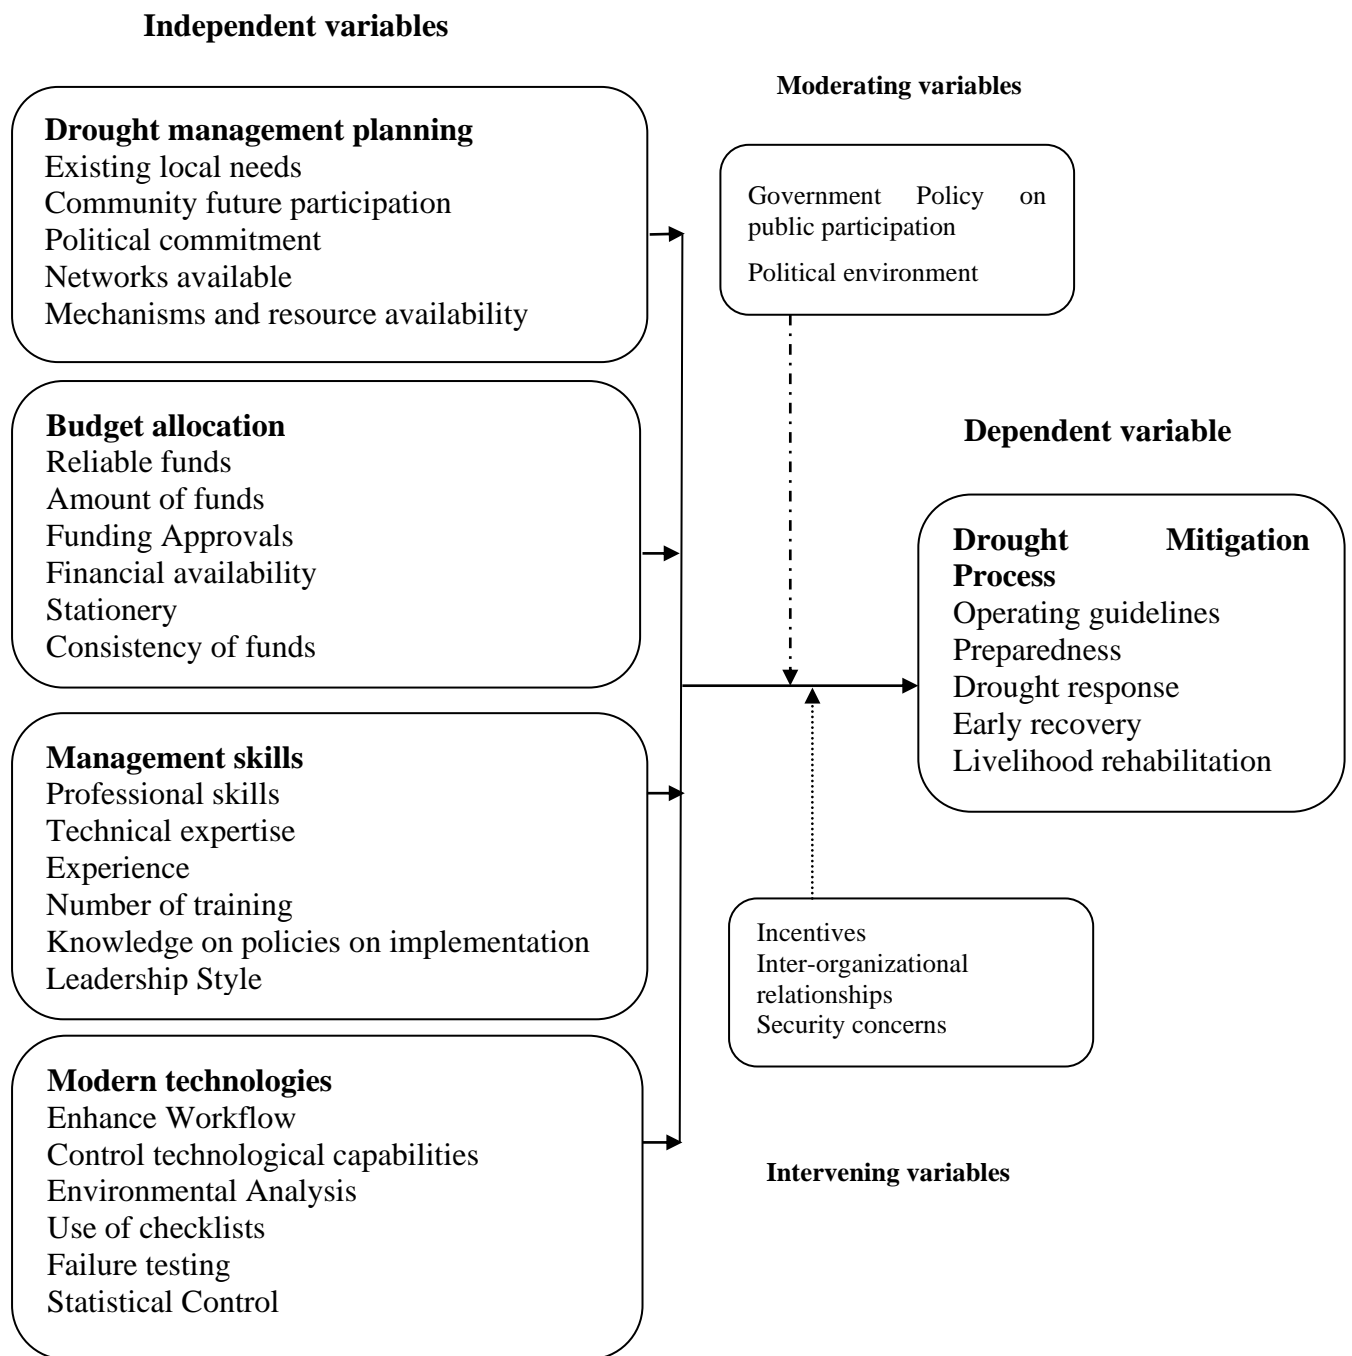 Independent variables
Drought management planning
Existing local needs
Community future participation
Political commitment
Networks available
Mechanisms and resource availability
Budget allocation
Reliable funds
Amount of funds
Funding Approvals
Financial availability
Stationery
Consistency of funds
Management skills
Professional skills
Technical expertise
Experience
Number of training
Knowledge on policies on implementation
Leadership Style
Modern technologies
Enhance Workflow
Control technological capabilities
Environmental Analysis
Use of checklists
Failure testing
Statistical Control
Moderating variables
Government Policy on
public participation
Political environment
Dependent variable
Drought Mitigation
Process
Operating guidelines
Preparedness
Drought response
Early recovery
Livelihood rehabilitation
Incentives
Inter-organizational
relationships
Security concerns
Intervening variables